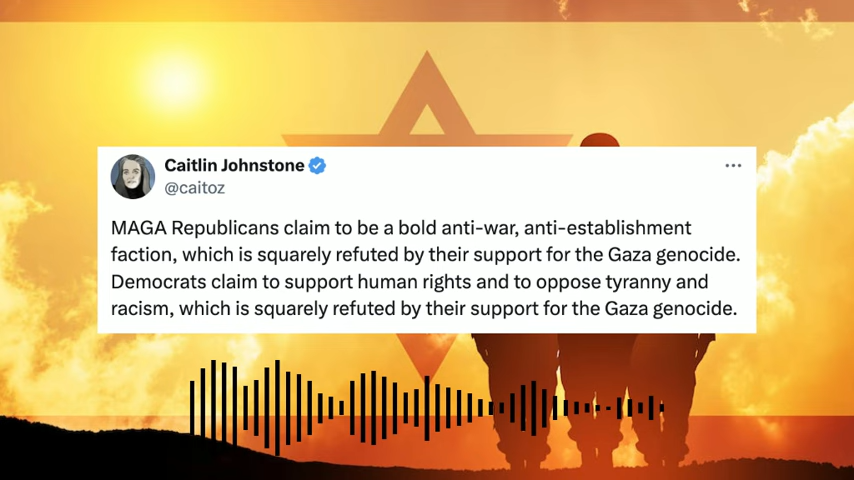 Caitlin Johnstone
@caitoz
MAGA Republicans claim to be a bold anti-war, anti-establishment
faction, which is squarely refuted by their support for the Gaza genocide.
Democrats claim to support human rights and to oppose tyranny and
racism, which is squarely refuted by their support for the Gaza genocide.